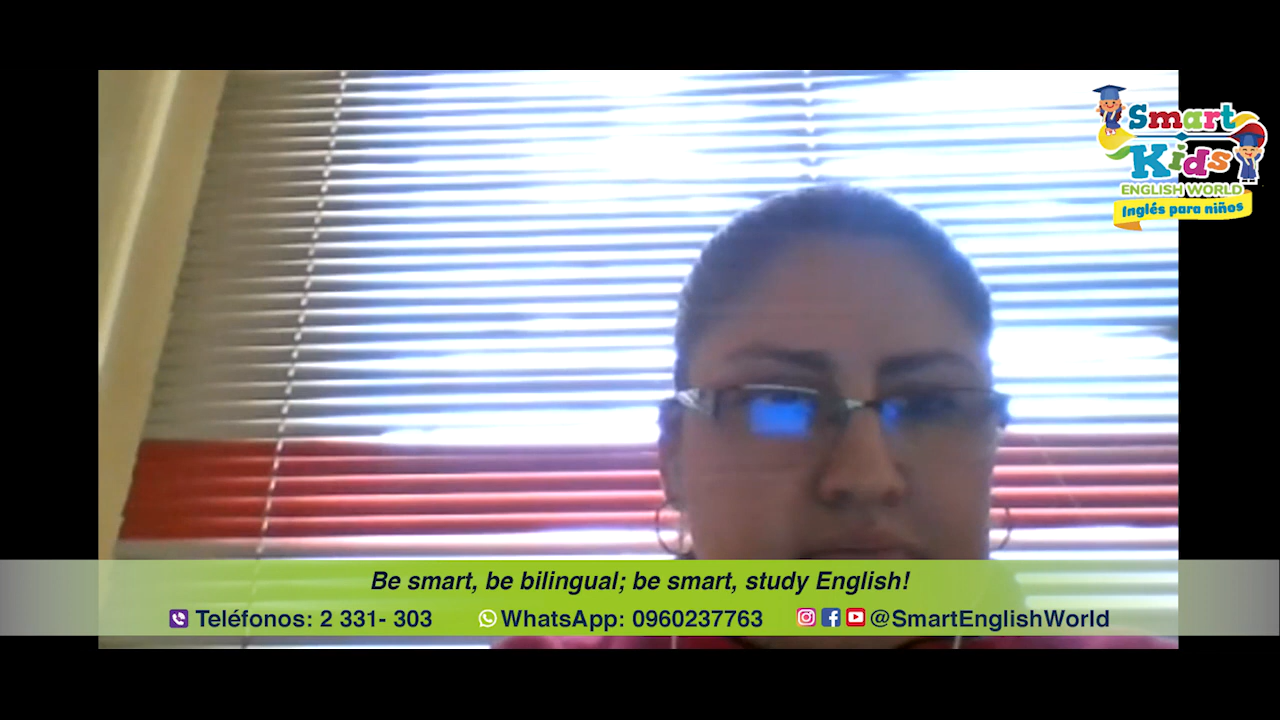 Smart
Kids
ENGLISH WORLD
Inglés para niños
Be smart, be bilingual; be smart, study English!
Teléfonos: 2 331- 303 WhatsApp: 0960237763 @SmartEnglishWorld